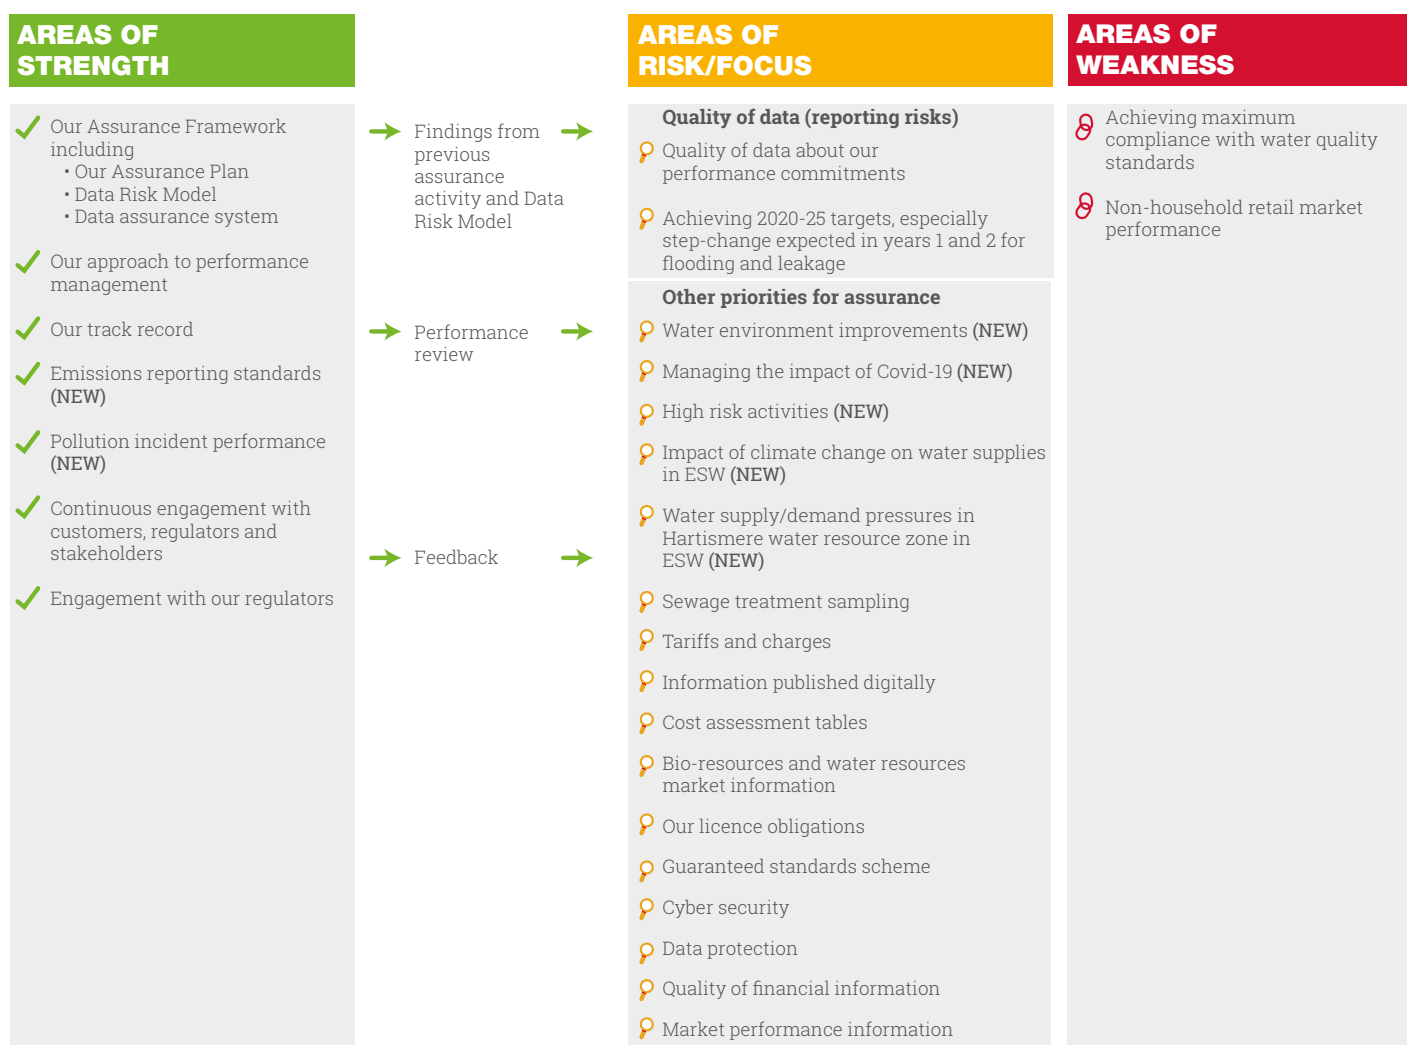 AREAS OF
STRENGTH
Our Assurance Framework
including
• Our Assurance Plan
• Data Risk Model
• Data assurance system
Our approach to performance
management
Our track record
Emissions reporting standards
(NEW)
Pollution incident performance
(NEW)
Continuous engagement with
customers, regulators and
stakeholders
Engagement with our regulators
Findings from
previous
assurance
activity and Data
Risk Model
Performance
review
Feedback
AREAS OF
RISK/FOCUS
Quality of data (reporting risks)
Quality of data about our
performance commitments
Achieving 2020-25 targets, especially
step-change expected in years 1 and 2 for
flooding and leakage
Other priorities for assurance
Water environment improvements (NEW)
Managing the impact of Covid-19 (NEW)
High risk activities (NEW)
Impact of climate change on water supplies
in ESW (NEW)
Water supply/demand pressures in
Hartismere water resource zone in
ESW (NEW)
Sewage treatment sampling
Tariffs and charges
Information published digitally
Cost assessment tables
Bio-resources and water resources
market information
Our licence obligations
Guaranteed standards scheme
Cyber security
Data protection
Quality of financial information
Market performance information
AREAS OF
WEAKNESS
Achieving maximum
compliance with water quality
standards
Non-household retail market
performance